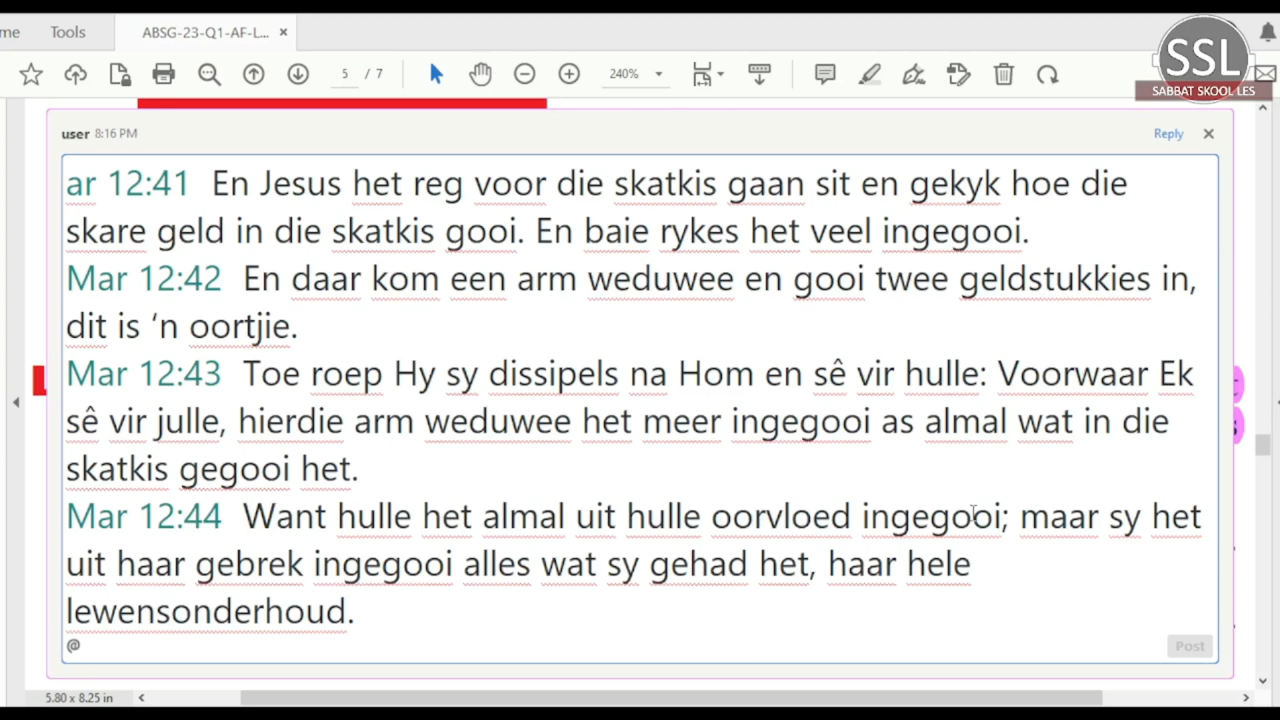 me Tools ABSG-23-Q1-AF-L... ×
SSL
SABBAT SKOOL LES
5 / 7 240%
user 8:16 PM Reply ×
ar 12:41 En Jesus het reg voor die skatkis gaan sit en gekyk hoe die
skare geld in die skatkis gooi. En baie rykes het veel ingegooi.
Mar 12:42 En daar kom een arm weduwee en gooi twee geldstukkies in,
dit is ‘n oortjie.
Mar 12:43 Toe roep Hy sy dissipels na Hom en sê vir hulle: Voorwaar Ek
sê vir julle, hierdie arm weduwee het meer ingegooi as almal wat in die
skatkis gegooi het.
Mar 12:44 Want hulle het almal uit hulle oorvloed ingegooi; maar sy het
uit haar gebrek ingegooi alles wat sy gehad het, haar hele
lewensonderhoud.
@ Post
5.80 x 8.25 in